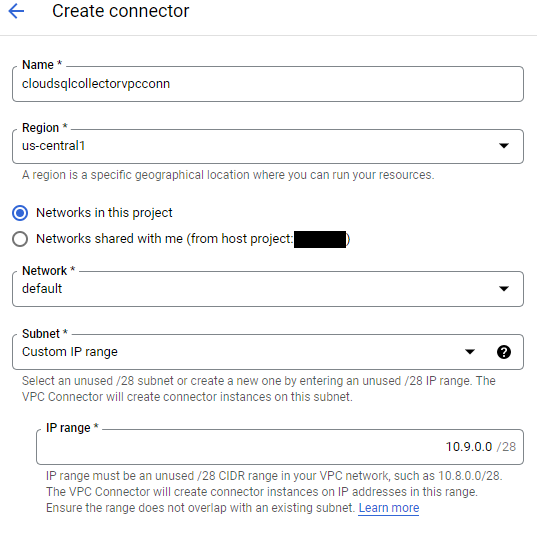 Create connector
Name *
cloudsqlcollectorvpcconn
Region *
us-central1
A region is a specific geographical location where you can run your resources.
Networks in this project
Networks shared with me (from host project: )
Network *
default
Subnet *
Custom IP range
Select an unused /28 subnet or create a new one by entering an unused /28 IP range. The
VPC Connector will create connector instances on this subnet.
IP range *
10.9.0.0 /28
IP range must be an unused /28 CIDR range in your VPC network, such as 10.8.0.0/28.
The VPC Connector will create connector instances on IP addresses in this range.
Ensure the range does not overlap with an existing subnet. Learn more